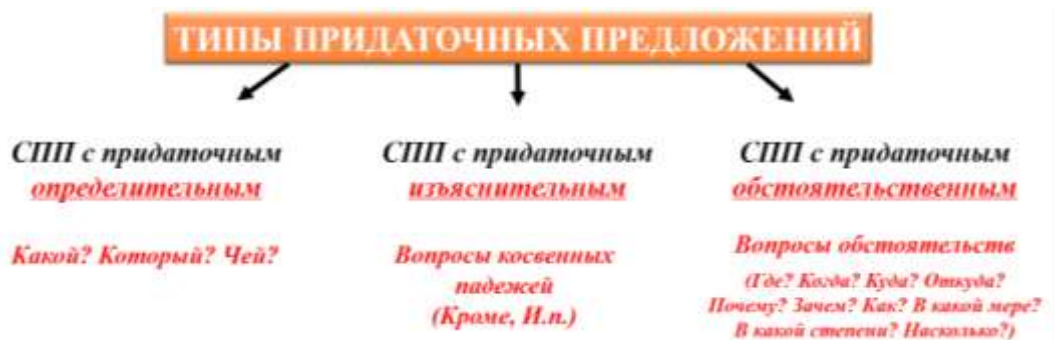 ТИПЫ ПРИДАТОЧНЫХ ПРЕДЛОЖЕНИЙ
СПП с придаточным
определительным
Какой? Который? Чей?
СПП с придаточным
изъяснительным
Вопросы косвенных
падежей
(Кроме, И.п.)
СПП с придаточным
обстоятельственным
Вопросы обстоятельств
(Где? Когда? Куда? Откуда?
Почему? Зачем? Как? В какой мере?
В какой степени? Насколько?)